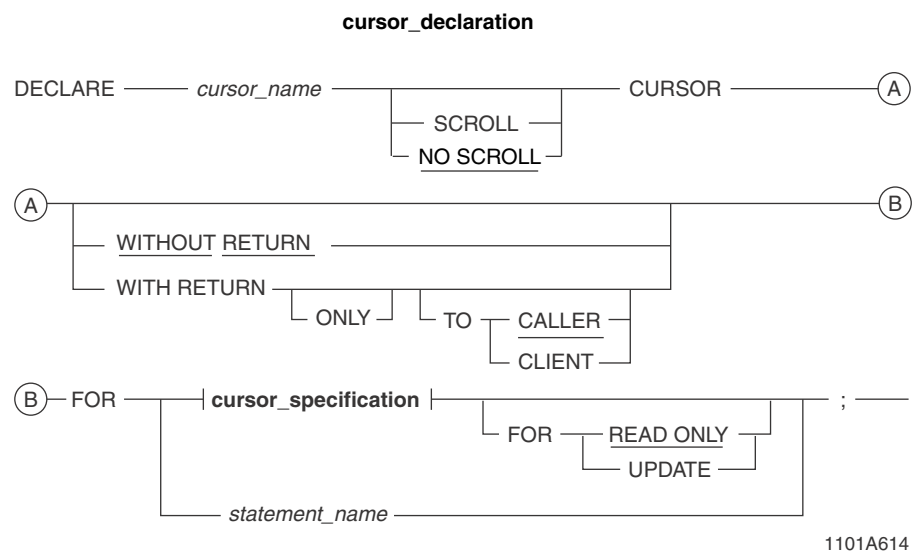 cursor_declaration
DECLARE cursor_name CURSOR A
SCROLL
NO SCROLL
A B
WITHOUT RETURN
WITH RETURN
ONLY TO CALLER
CLIENT
B FOR cursor_specification ;
FOR READ ONLY
UPDATE
statement_name
1101A614